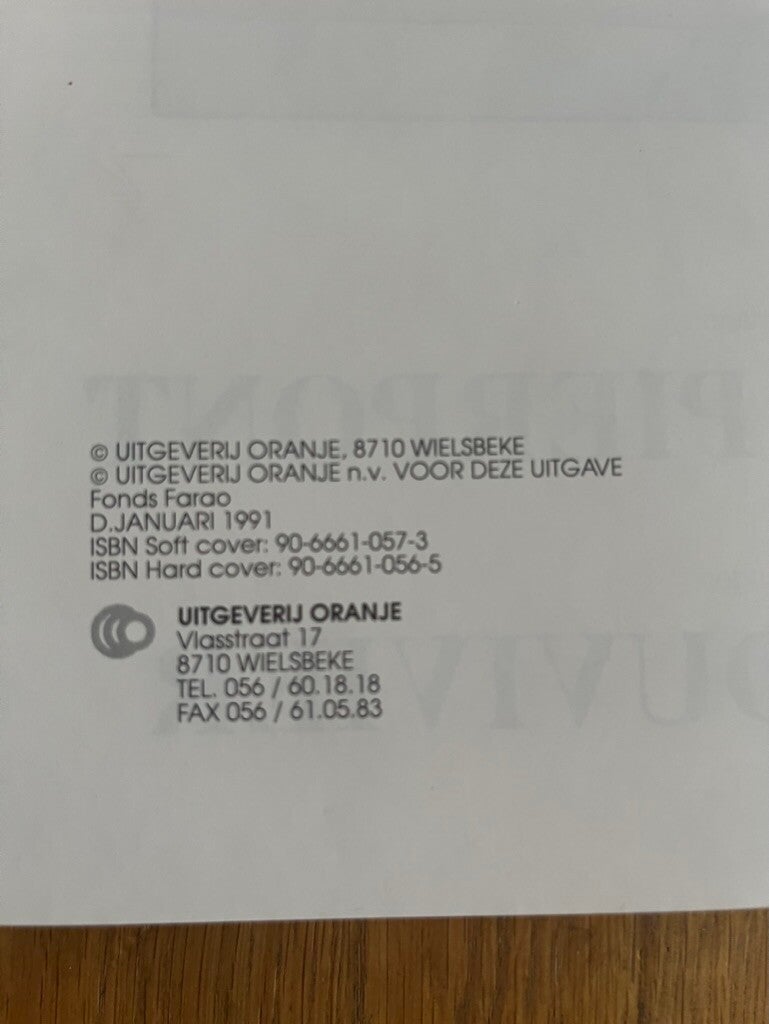 © UITGEVERIJ ORANJE, 8710 WIELSBEKE
© UITGEVERIJ ORANJE n.v. VOOR DEZE UITGAVE
Fonds Farao
D.JANUARI 1991
ISBN Soft cover: 90-6661-057-3
ISBN Hard cover: 90-6661-056-5
UITGEVERIJ ORANJE
Vlasstraat 17
8710 WIELSBEKE
TEL. 056 / 60.18.18
FAX 056 / 61.05.83